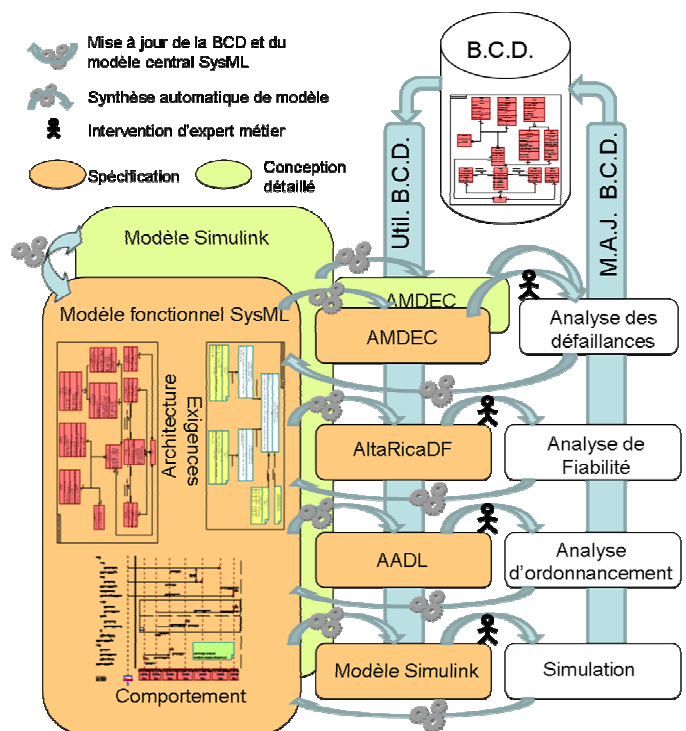 Mise à jour de la BCD et du
modèle central SysML
Synthèse automatique de modèle
Intervention d'expert métier
Spécification
Conception
détaillé
B.C.D.
Util. B.C.D.
M.A.J. B.C.D.
Modèle Simulink
Modèle fonctionnel SysML
Architecture
Exigences
Comportement
AMDEC
AMDEC
Analyse des
défaillances
AltaRicaDF
Analyse de
Fiabilité
AADL
Analyse
d'ordonnancement
Modèle Simulink
Simulation